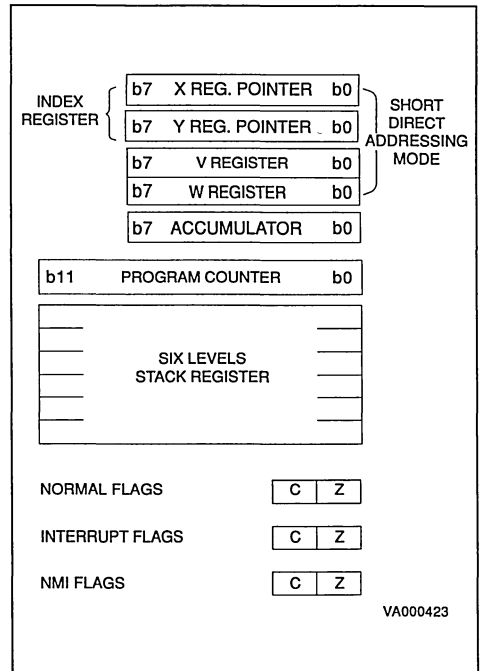 b7 X REG. POINTER b0
INDEX
REGISTER
b7 Y REG. POINTER b0
SHORT
DIRECT
ADDRESSING
MODE
b7 V REGISTER b0
b7 W REGISTER b0
b7 ACCUMULATOR b0
b11 PROGRAM COUNTER b0
SIX LEVELS
STACK REGISTER
NORMAL FLAGS C Z
INTERRUPT FLAGS C Z
NMI FLAGS C Z
VA000423